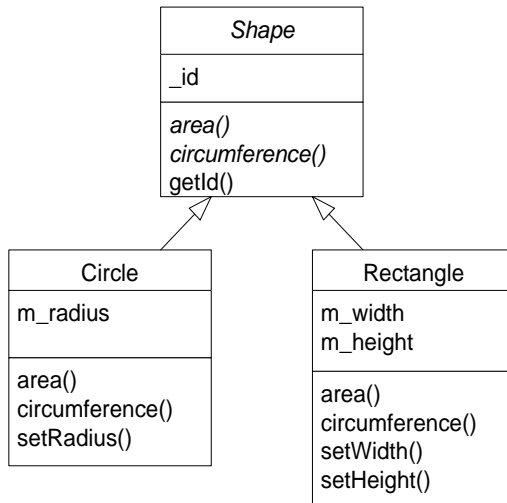 Shape
_id
area()
circumference()
getId()
Circle
m_radius
area()
circumference()
setRadius()
Rectangle
m_width
m_height
area()
circumference()
setWidth()
setHeight()